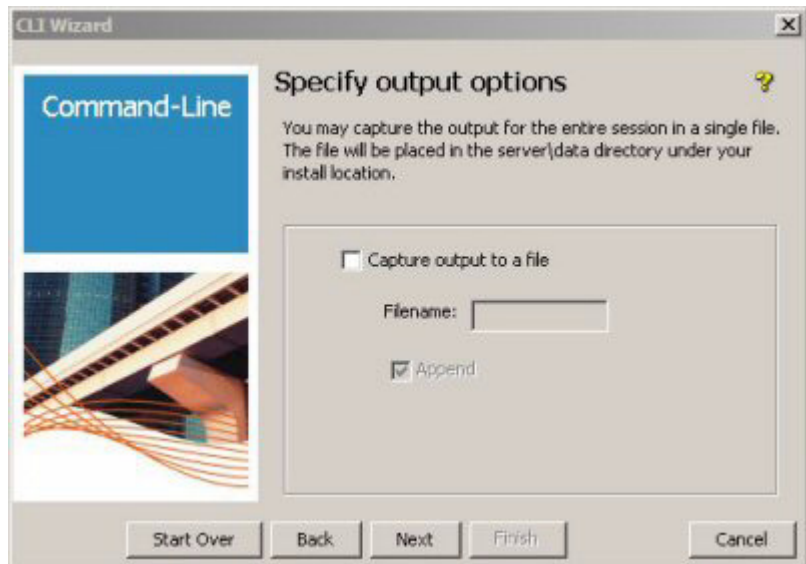 CLI Wizard
Command-Line
Specify output options
You may capture the output for the entire session in a single file.
The file will be placed in the server\data directory under your
install location.
Capture output to a file
Filename:
Append
Start Over
Back
Next
Finish
Cancel